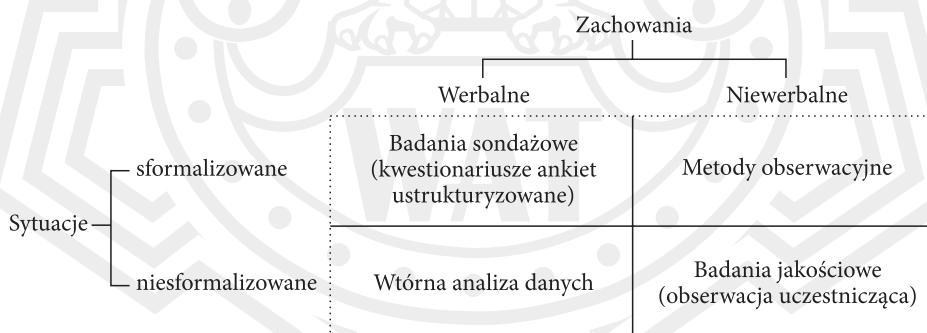 Zachowania
Werbalne
Niewerbalne
Badania sondażowe
(kwestionariusze ankiet
ustrukturyzowane)
Metody obserwacyjne
sformalizowane
Sytuacje
niesformalizowane
Wtórna analiza danych
Badania jakościowe
(obserwacja uczestnicząca)
WAT